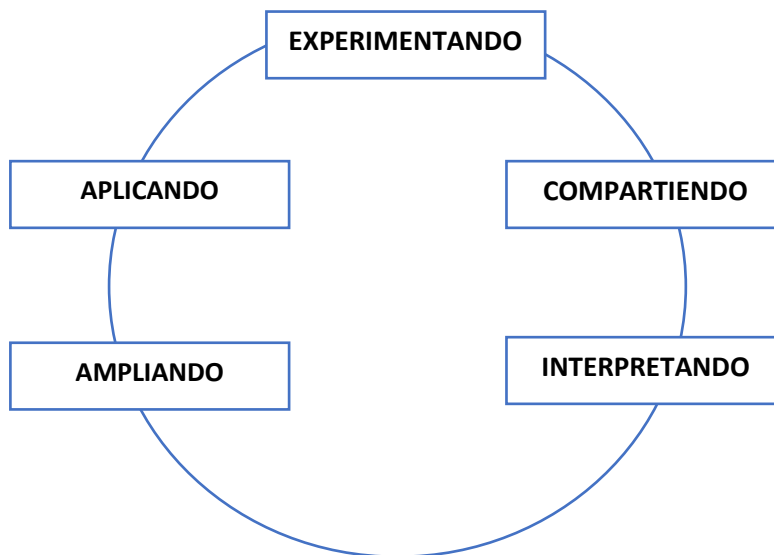 EXPERIMENTANDO
APLICANDO
COMPARTIENDO
AMPLIANDO
INTERPRETANDO